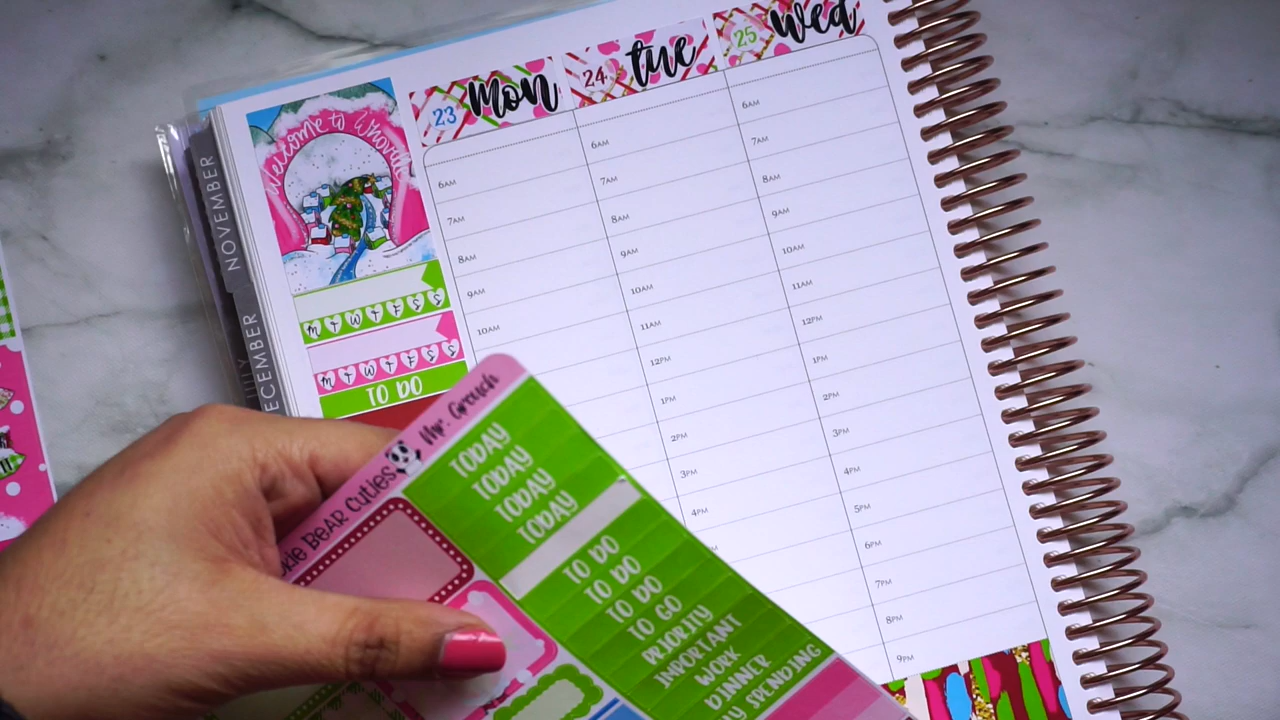 23 mon
24 tue
25 wed
Welcome to Whoville
NOVEMBER
DECEMBER
M T W T F S S
M T W T F S S
TO DO
6AM
7AM
8AM
9AM
10AM
6AM
7AM
8AM
9AM
10AM
11AM
12PM
1PM
2PM
3PM
4PM
6AM
7AM
8AM
9AM
10AM
11AM
12PM
1PM
2PM
3PM
4PM
5PM
6PM
7PM
8PM
9PM
Mr. Grouch
BEAR CUTIES
TODAY
TODAY
TODAY
TODAY
TO DO
TO DO
TO DO
TO GO
PRIORITY
IMPORTANT
WORK
DINNER
SPENDING